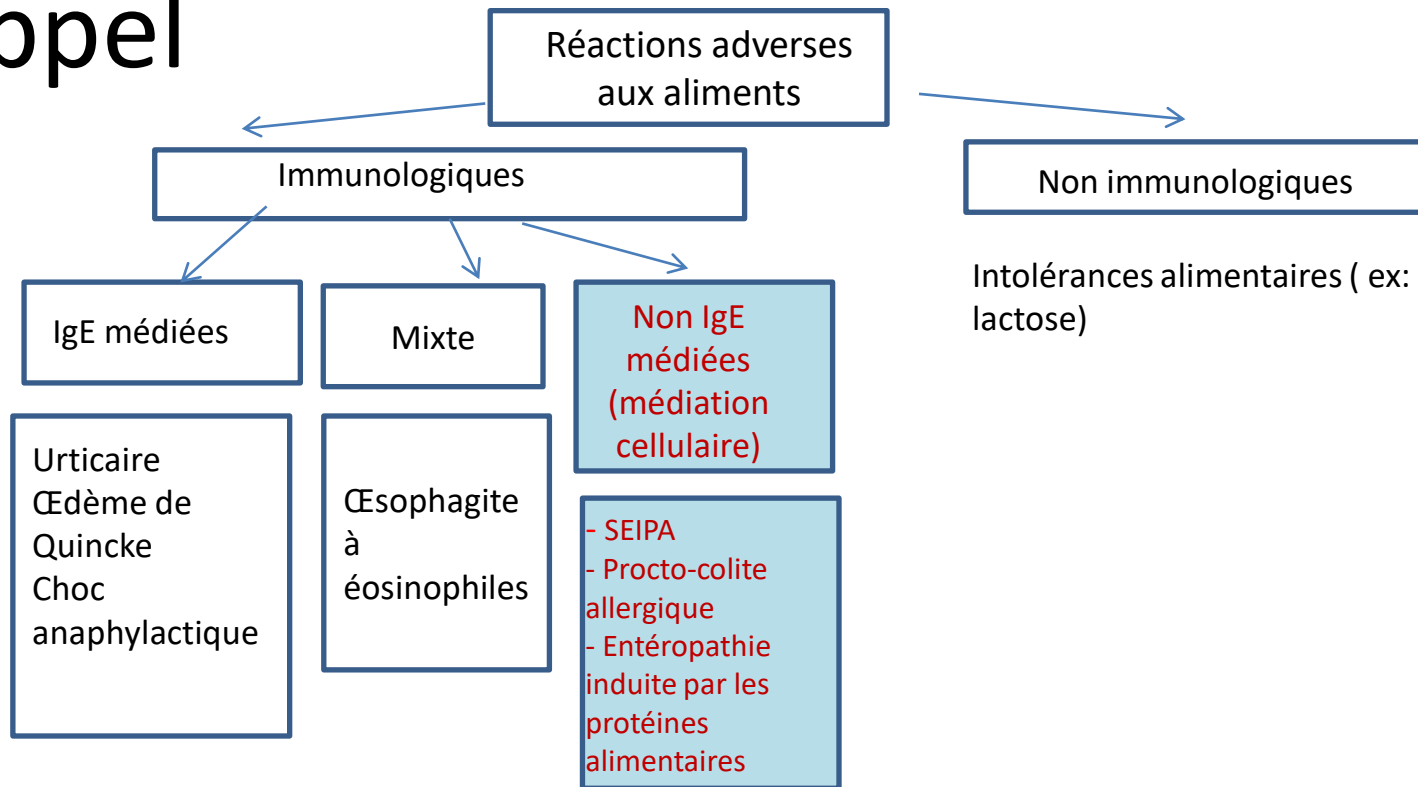 ppel
Réactions adverses
aux aliments
Immunologiques
Non immunologiques
Intolérances alimentaires ( ex:
lactose)
IgE médiées
Mixte
Non IgE
médiées
(médiation
cellulaire)
Urticaire
Œdème de
Quincke
Choc
anaphylactique
Œsophagite
à
éosinophiles
- SEIPA
- Procto-colite
allergique
- Entéropathie
induite par les
protéines
alimentaires